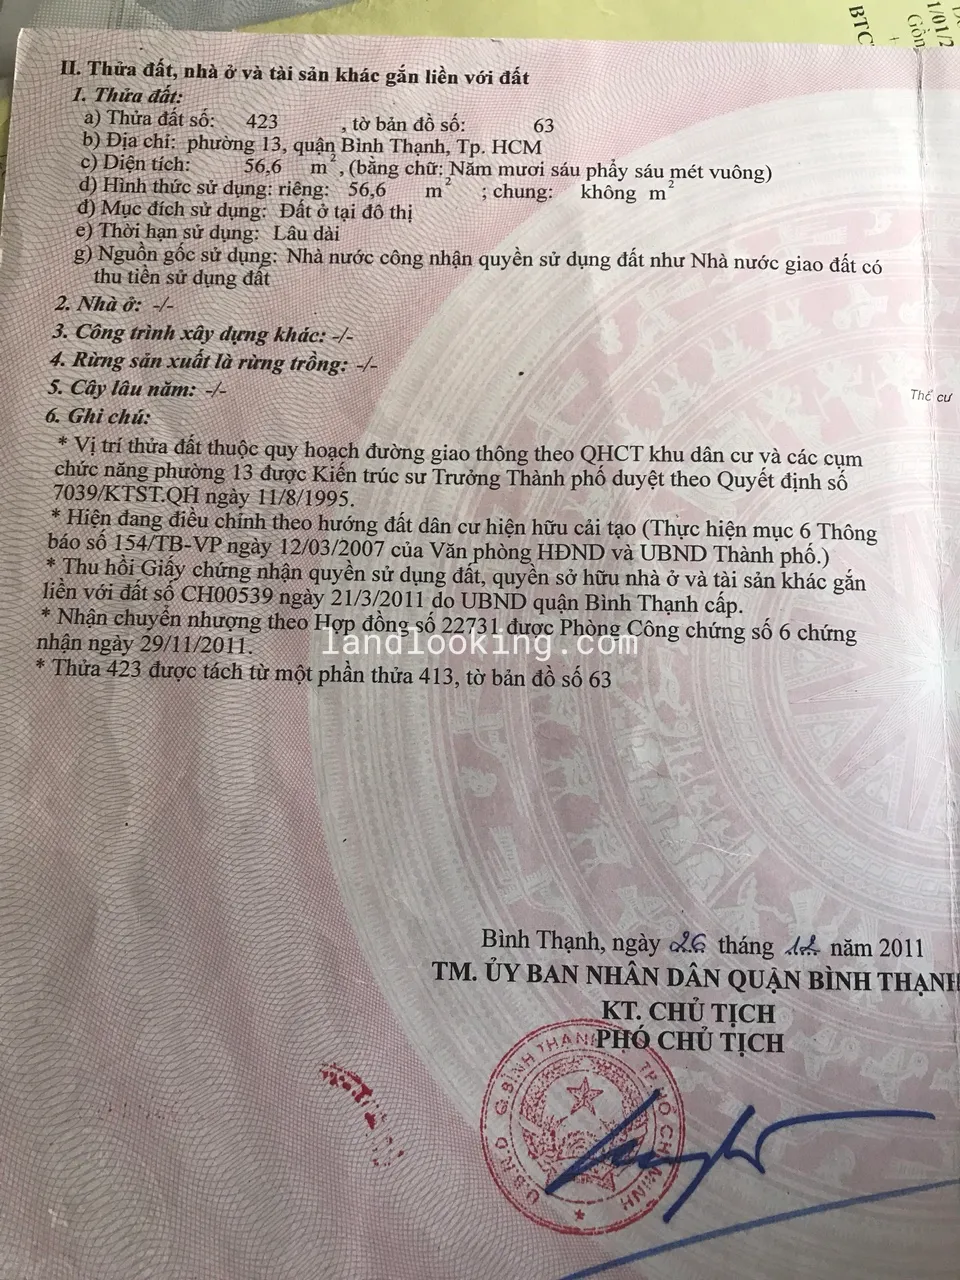 BTC
Gồn
1/01/2
II. Thửa đất, nhà ở và tài sản khác gắn liền với đất
1. Thửa đất:
a) Thửa đất số: 423 , tờ bản đồ số: 63
b) Địa chỉ: phường 13, quận Bình Thạnh, Tp. HCM
c) Diện tích: 56,6 m², (bằng chữ: Năm mươi sáu phẩy sáu mét vuông)
d) Hình thức sử dụng: riêng: 56,6 m² ; chung: không m²
đ) Mục đích sử dụng: Đất ở tại đô thị
e) Thời hạn sử dụng: Lâu dài
g) Nguồn gốc sử dụng: Nhà nước công nhận quyền sử dụng đất như Nhà nước giao đất có
thu tiền sử dụng đất
2. Nhà ở: -/-
3. Công trình xây dựng khác: -/-
4. Rừng sản xuất là rừng trồng: -/-
5. Cây lâu năm: -/-
Thế cư
6. Ghi chú:
* Vị trí thửa đất thuộc quy hoạch đường giao thông theo QHCT khu dân cư và các cụm
chức năng phường 13 được Kiến trúc sư Trưởng Thành phố duyệt theo Quyết định số
7039/KTST.QH ngày 11/8/1995.
* Hiện đang điều chỉnh theo hướng đất dân cư hiện hữu cải tạo (Thực hiện mục 6 Thông
báo số 154/TB-VP ngày 12/03/2007 của Văn phòng HĐND và UBND Thành phố.)
* Thu hồi Giấy chứng nhận quyền sử dụng đất, quyền sở hữu nhà ở và tài sản khác gắn
liền với đất số CH00539 ngày 21/3/2011 do UBND quận Bình Thạnh cấp.
* Nhận chuyển nhượng theo Hợp đồng số 22731 được Phòng Công chứng số 6 chứng
nhận ngày 29/11/2011.
landlooking.com
* Thửa 423 được tách từ một phần thửa 413, tờ bản đồ số 63
Bình Thạnh, ngày 26 tháng 12 năm 2011
TM. ỦY BAN NHÂN DÂN QUẬN BÌNH THẠNH
KT. CHỦ TỊCH
PHÓ CHỦ TỊCH
U.B.N.D Q.BÌNH THẠNH TP.HỒ CHÍ MINH